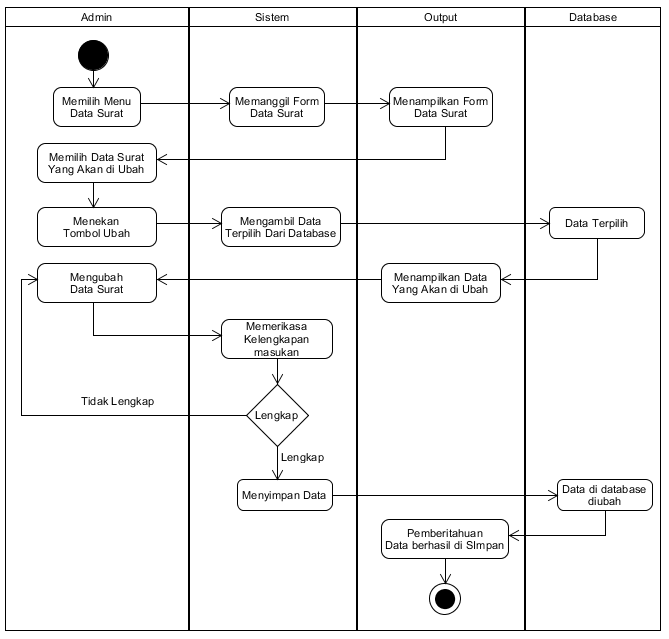 Admin
Sistem
Output
Database
Memilih Menu
Data Surat
Memanggil Form
Data Surat
Menampilkan Form
Data Surat
Memilih Data Surat
Yang Akan di Ubah
Menekan
Tombol Ubah
Mengambil Data
Terpilih Dari Database
Data Terpilih
Mengubah
Data Surat
Menampilkan Data
Yang Akan di Ubah
Memerikasa
Kelengkapan
masukan
Tidak Lengkap
Lengkap
Lengkap
Menyimpan Data
Data di database
diubah
Pemberitahuan
Data berhasil di SImpan